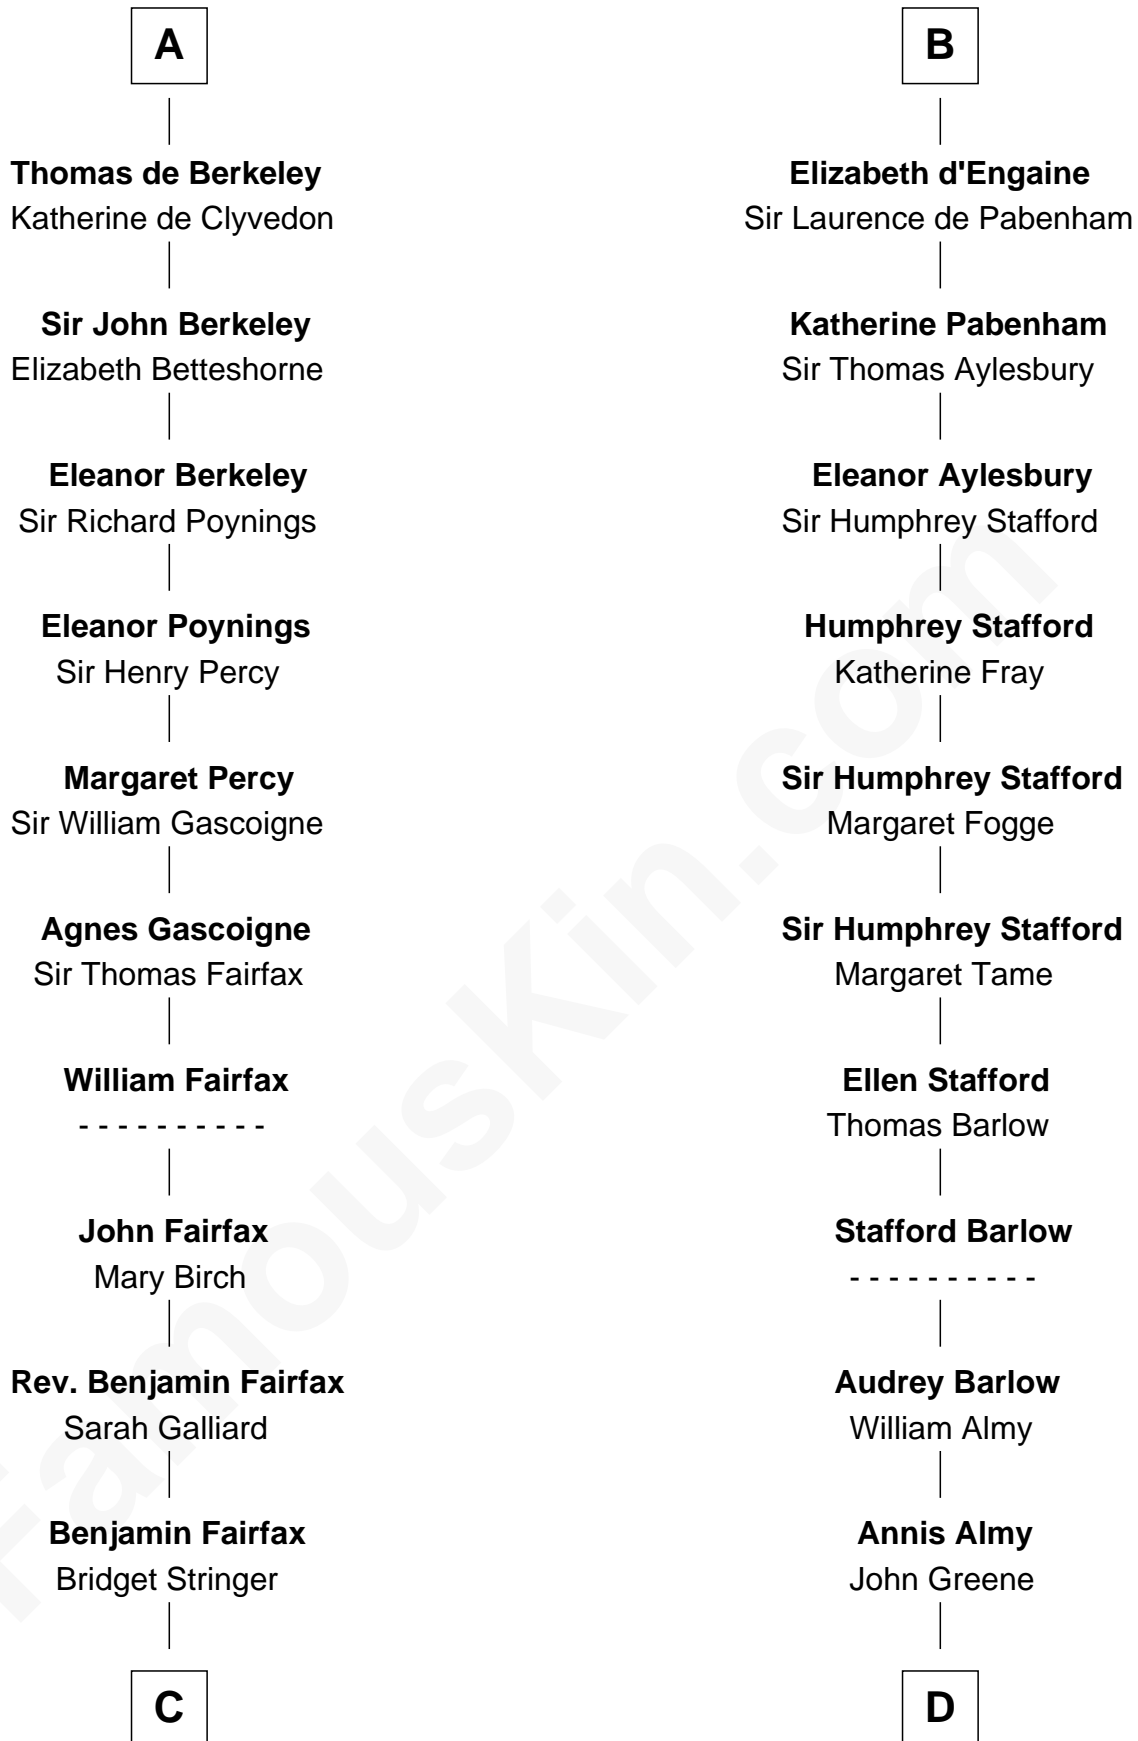 A
Thomas de Berkeley
Katherine de Clyvedon
Sir John Berkeley
Elizabeth Betteshorne
Eleanor Berkeley
Sir Richard Poynings
Eleanor Poynings
Sir Henry Percy
Margaret Percy
Sir William Gascoigne
Agnes Gascoigne
Sir Thomas Fairfax
William Fairfax
- - - - - - - - - -
John Fairfax
Mary Birch
Rev. Benjamin Fairfax
Sarah Galliard
Benjamin Fairfax
Bridget Stringer
C
B
Elizabeth d'Engaine
Sir Laurence de Pabenham
Katherine Pabenham
Sir Thomas Aylesbury
Eleanor Aylesbury
Sir Humphrey Stafford
Humphrey Stafford
Katherine Fray
Sir Humphrey Stafford
Margaret Fogge
Sir Humphrey Stafford
Margaret Tame
Ellen Stafford
Thomas Barlow
Stafford Barlow
- - - - - - - - - -
Audrey Barlow
William Almy
Annis Almy
John Greene
D
FamousKin.com